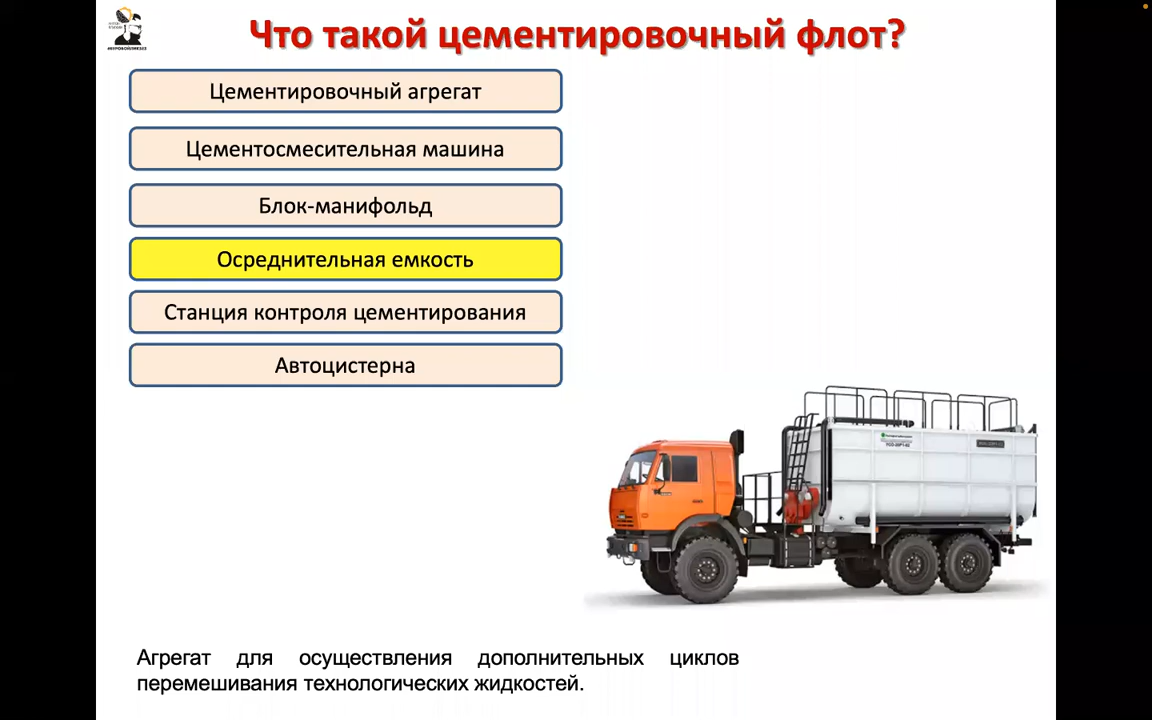 Что такой цементировочный флот?
Цементировочный агрегат
Цементосмесительная машина
Блок-манифольд
Осреднительная емкость
Станция контроля цементирования
Автоцистерна
Агрегат для осуществления дополнительных циклов
перемешивания технологических жидкостей.